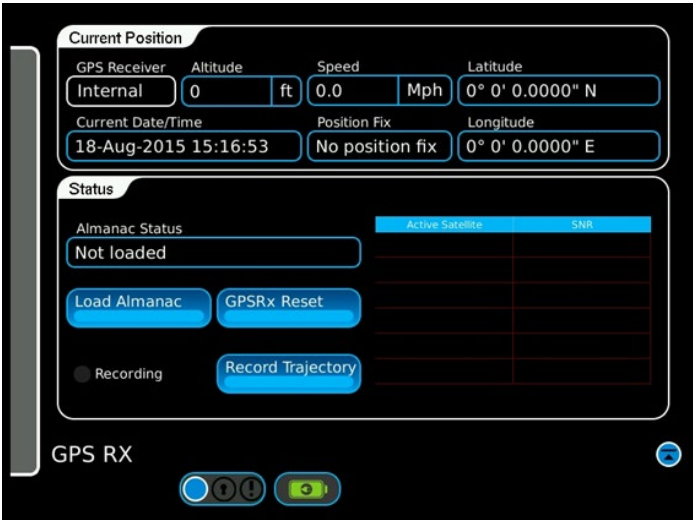 Current Position
GPS Receiver Altitude Speed Latitude
Internal 0 ft 0.0 Mph 0° 0' 0.0000" N
Current Date/Time Position Fix Longitude
18-Aug-2015 15:16:53 No position fix 0° 0' 0.0000" E
Status
Almanac Status
Active Satellite SNR
Not loaded
Load Almanac GPSRx Reset
Recording Record Trajectory
GPS RX